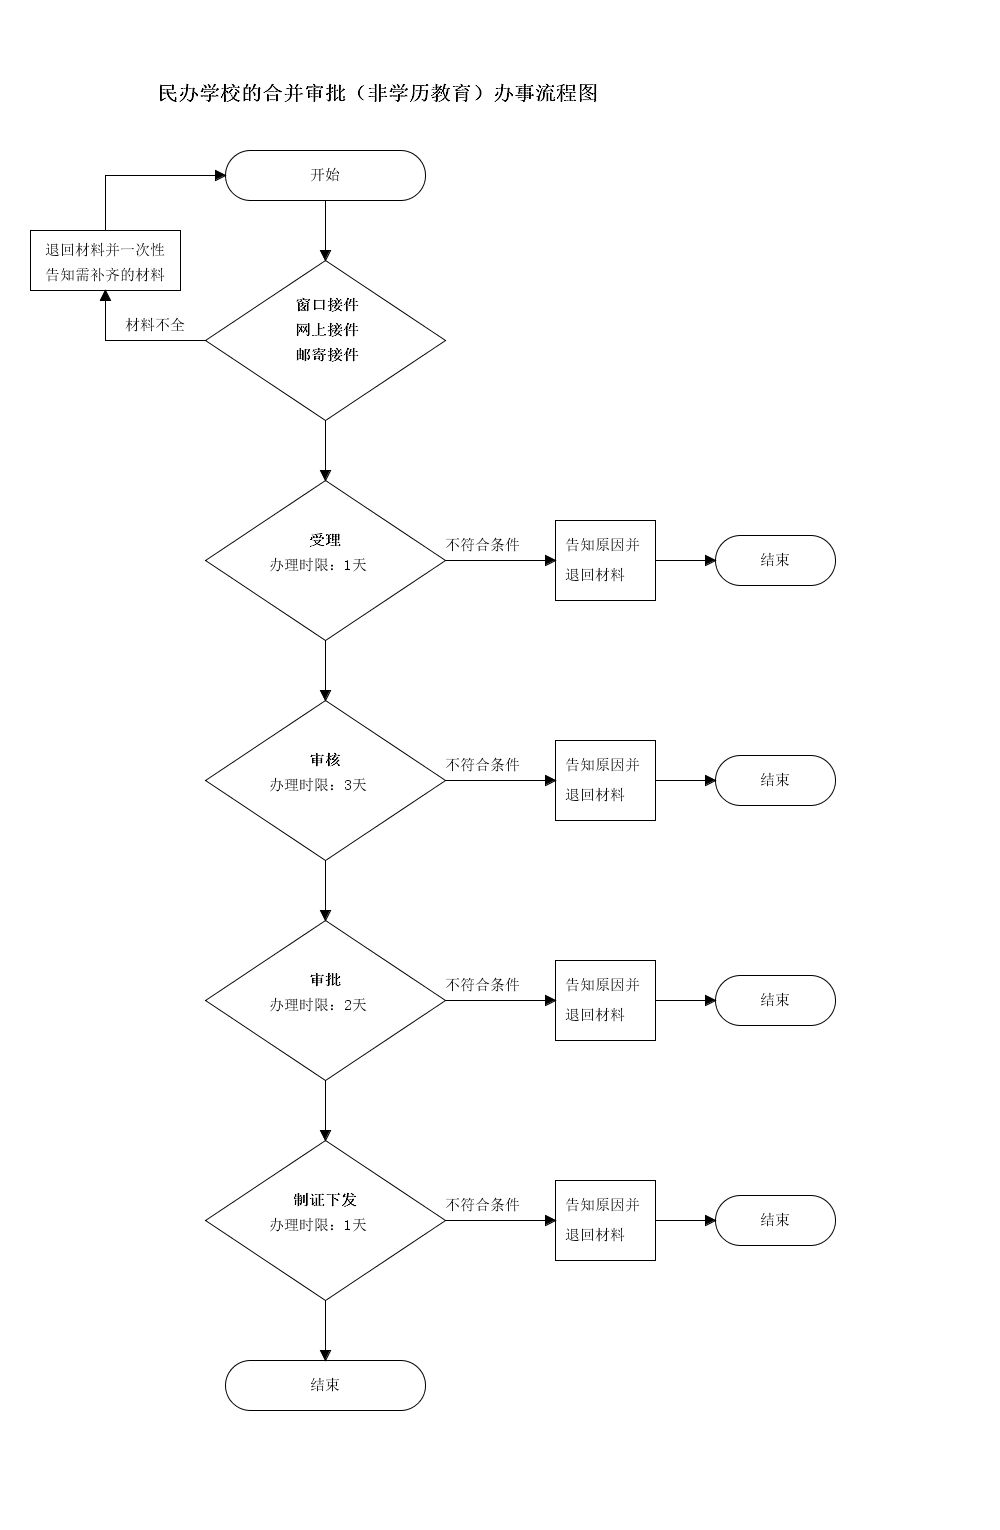 民办学校的合并审批（非学历教育）办事流程图
开始
退回材料并一次性
告知需补齐的材料
材料不全
窗口接件
网上接件
邮寄接件
受理
办理时限：1天
不符合条件
告知原因并
退回材料
结束
审核
办理时限：3天
不符合条件
告知原因并
退回材料
结束
审批
办理时限：2天
不符合条件
告知原因并
退回材料
结束
制证下发
办理时限：1天
不符合条件
告知原因并
退回材料
结束
结束